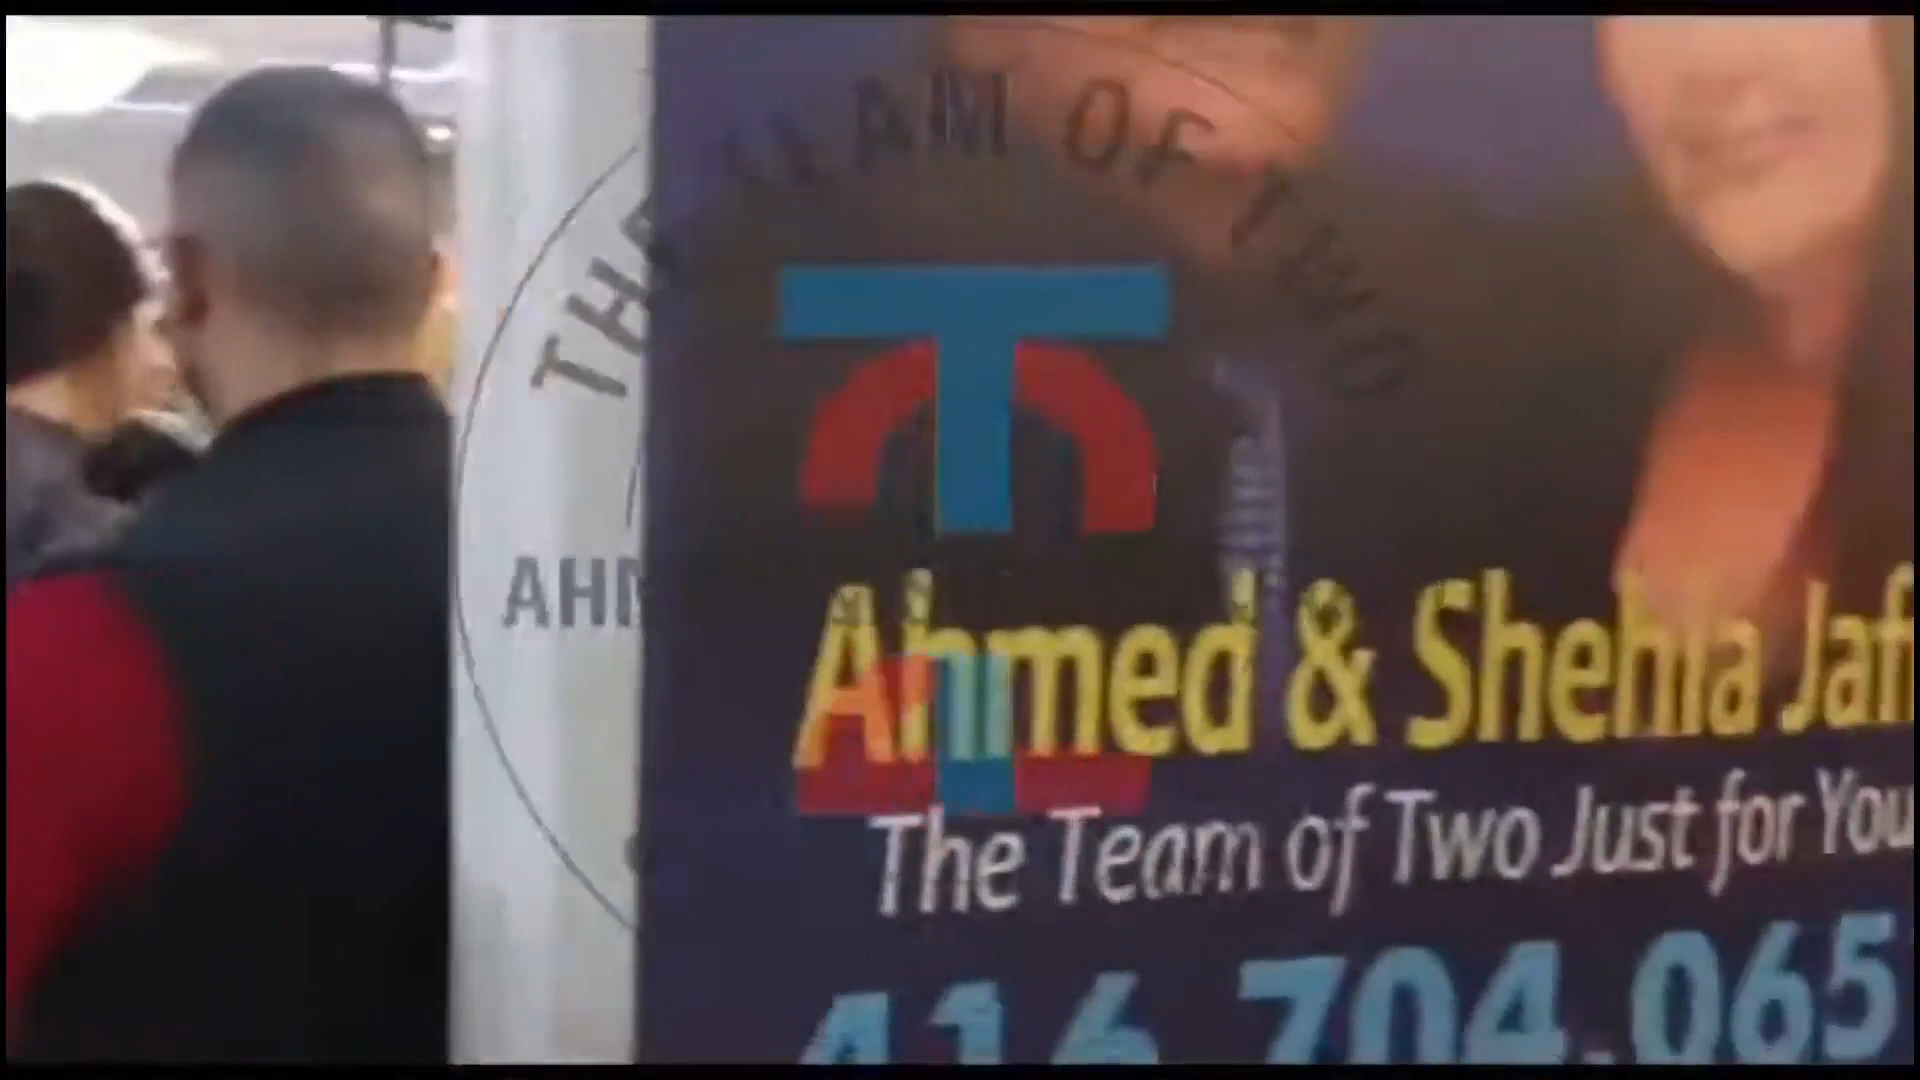 THE TEAM OF TWO
AHM
Ahmed & Shehla Jaf
The Team of Two Just for You
416.704.065